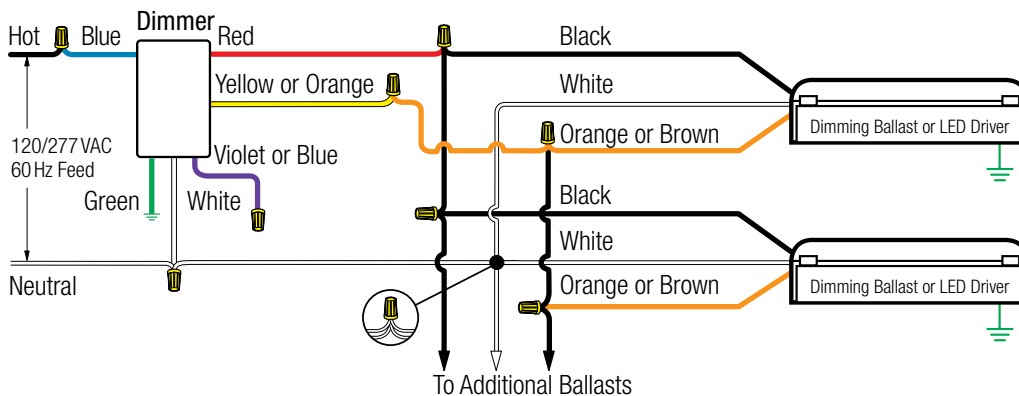 Dimmer
Hot
Blue
Red
Black
White
Yellow or Orange
Dimming Ballast or LED Driver
Orange or Brown
120/277 VAC
60 Hz Feed
Violet or Blue
Green
White
Black
White
Neutral
Orange or Brown
Dimming Ballast or LED Driver
To Additional Ballasts